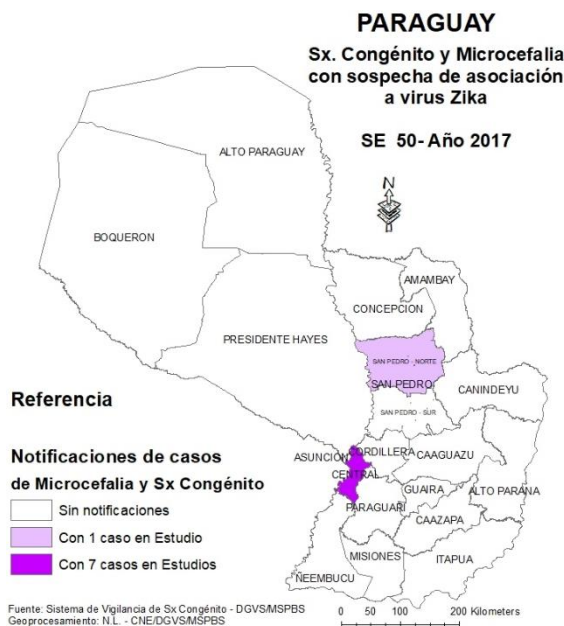 PARAGUAY
Sx. Congénito y Microcefalia
con sospecha de asociación
a virus Zika
SE 50- Año 2017
N
ALTO PARAGUAY
BOQUERON
AMAMBAY
CONCEPCION
PRESIDENTE HAYES
SAN PEDRO - NORTE
SAN PEDRO
CANINDEYU
SAN PEDRO - SUR
ASUNCIÓN
CORDILLERA
CAAGUAZU
CENTRAL
GUAIRA
ALTO PARANA
PARAGUARI
CAAZAPA
MISIONES
ITAPUA
ÑEEMBUCU
Referencia
Notificaciones de casos
de Microcefalia y Sx Congénito
Sin notificaciones
Con 1 caso en Estudio
Con 7 casos en Estudios
Fuente: Sistema de Vigilancia de Sx Congénito - DGVS/MSPBS
Geoprocesamiento: N.L. - CNE/DGVS/MSPBS
0 50 100 200 Kilometers